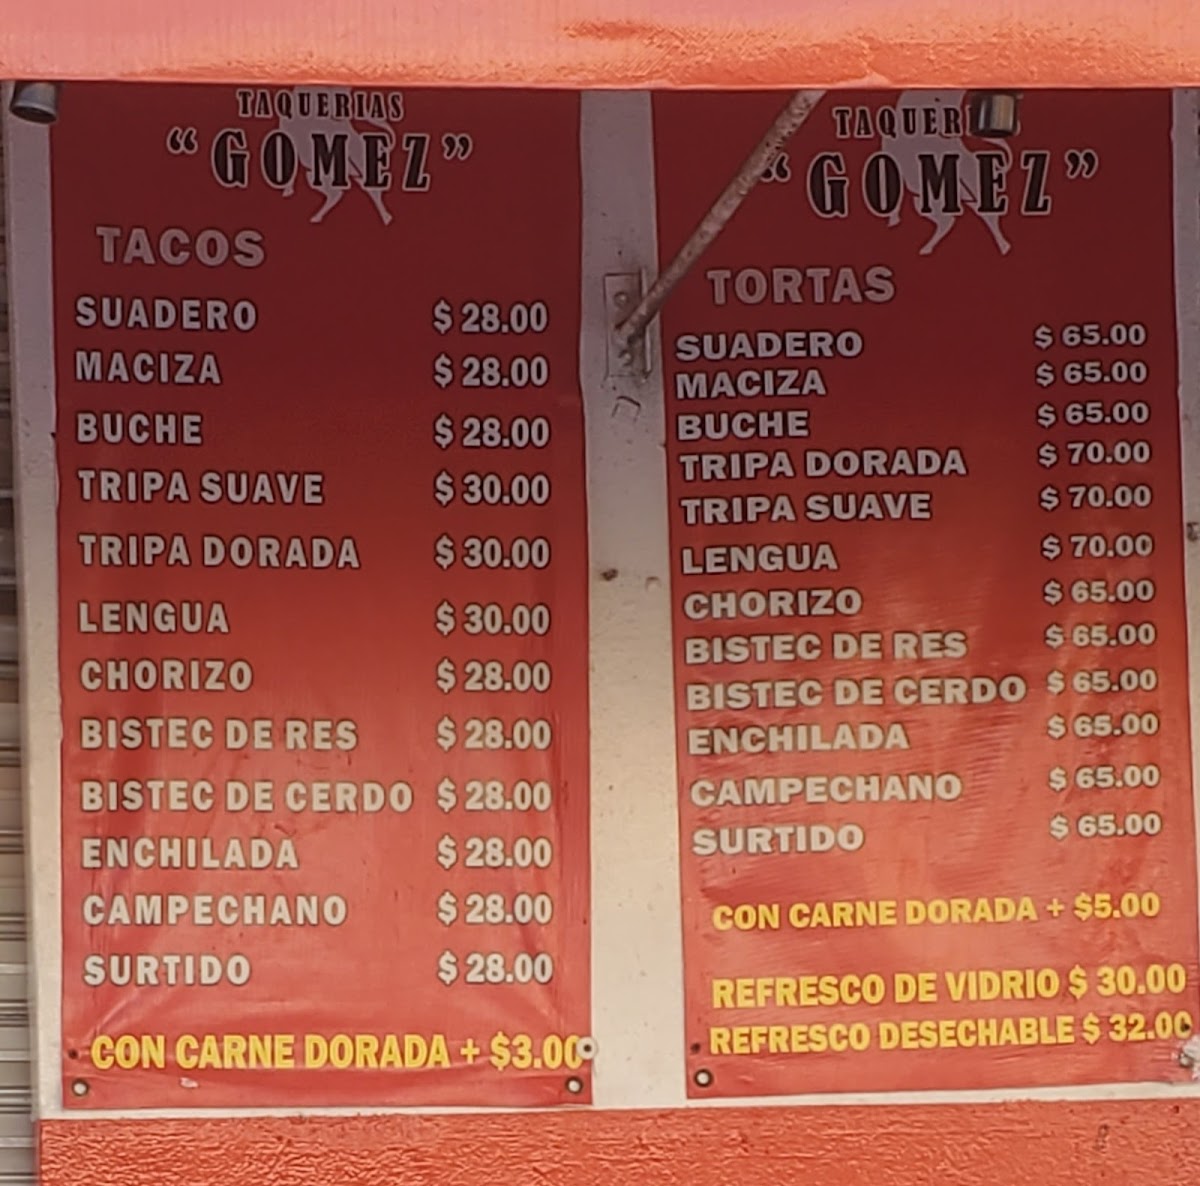 TAQUERIAS
“GOMEZ”
TACOS
SUADERO $ 28.00
MACIZA $ 28.00
BUCHE $ 28.00
TRIPA SUAVE $ 30.00
TRIPA DORADA $ 30.00
LENGUA $ 30.00
CHORIZO $ 28.00
BISTEC DE RES $ 28.00
BISTEC DE CERDO $ 28.00
ENCHILADA $ 28.00
CAMPECHANO $ 28.00
SURTIDO $ 28.00
CON CARNE DORADA + $3.00
TAQUERIAS
“GOMEZ”
TORTAS
SUADERO $ 65.00
MACIZA $ 65.00
BUCHE $ 65.00
TRIPA DORADA $ 70.00
TRIPA SUAVE $ 70.00
LENGUA $ 70.00
CHORIZO $ 65.00
BISTEC DE RES $ 65.00
BISTEC DE CERDO $ 65.00
ENCHILADA $ 65.00
CAMPECHANO $ 65.00
SURTIDO $ 65.00
CON CARNE DORADA + $5.00
REFRESCO DE VIDRIO $ 30.00
REFRESCO DESECHABLE $ 32.00